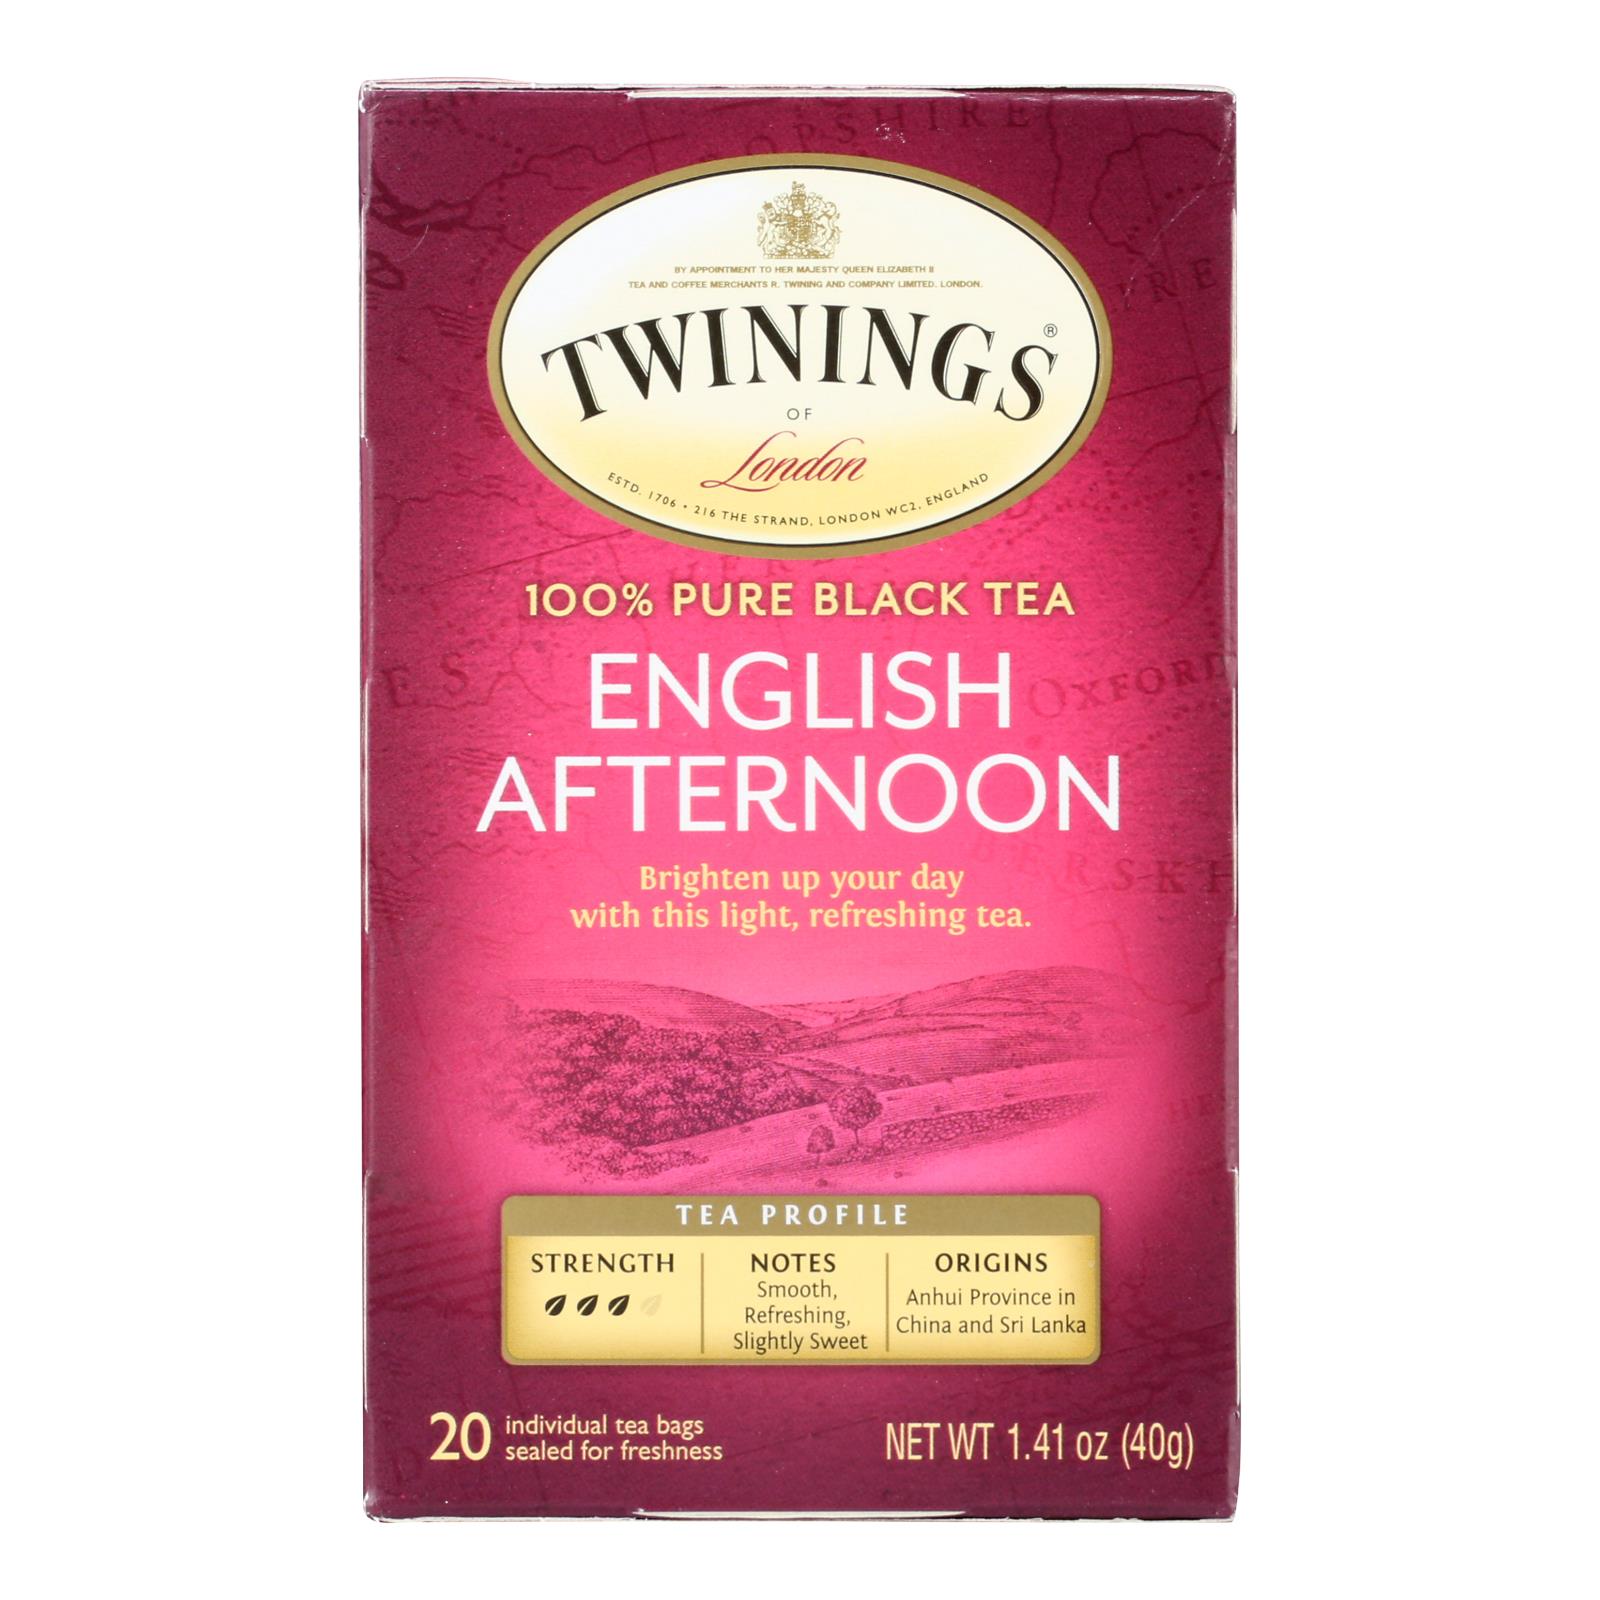 OPSHIRE
BY APPOINTMENT TO HER MAJESTY QUEEN ELIZABETH II
TEA AND COFFEE MERCHANTS R. TWINING AND COMPANY LIMITED. LONDON.
TWININGS®
OF
London
ESTD. 1706 • 216 THE STRAND, LONDON WC2, ENGLAND
100% PURE BLACK TEA
ENGLISH
OXFORD
AFTERNOON
Brighten up your day
with this light, refreshing tea.
TEA PROFILE
STRENGTH
NOTES
Smooth,
Refreshing,
Slightly Sweet
ORIGINS
Anhui Province in
China and Sri Lanka
20 individual tea bags
sealed for freshness
NET WT 1.41 oz (40g)